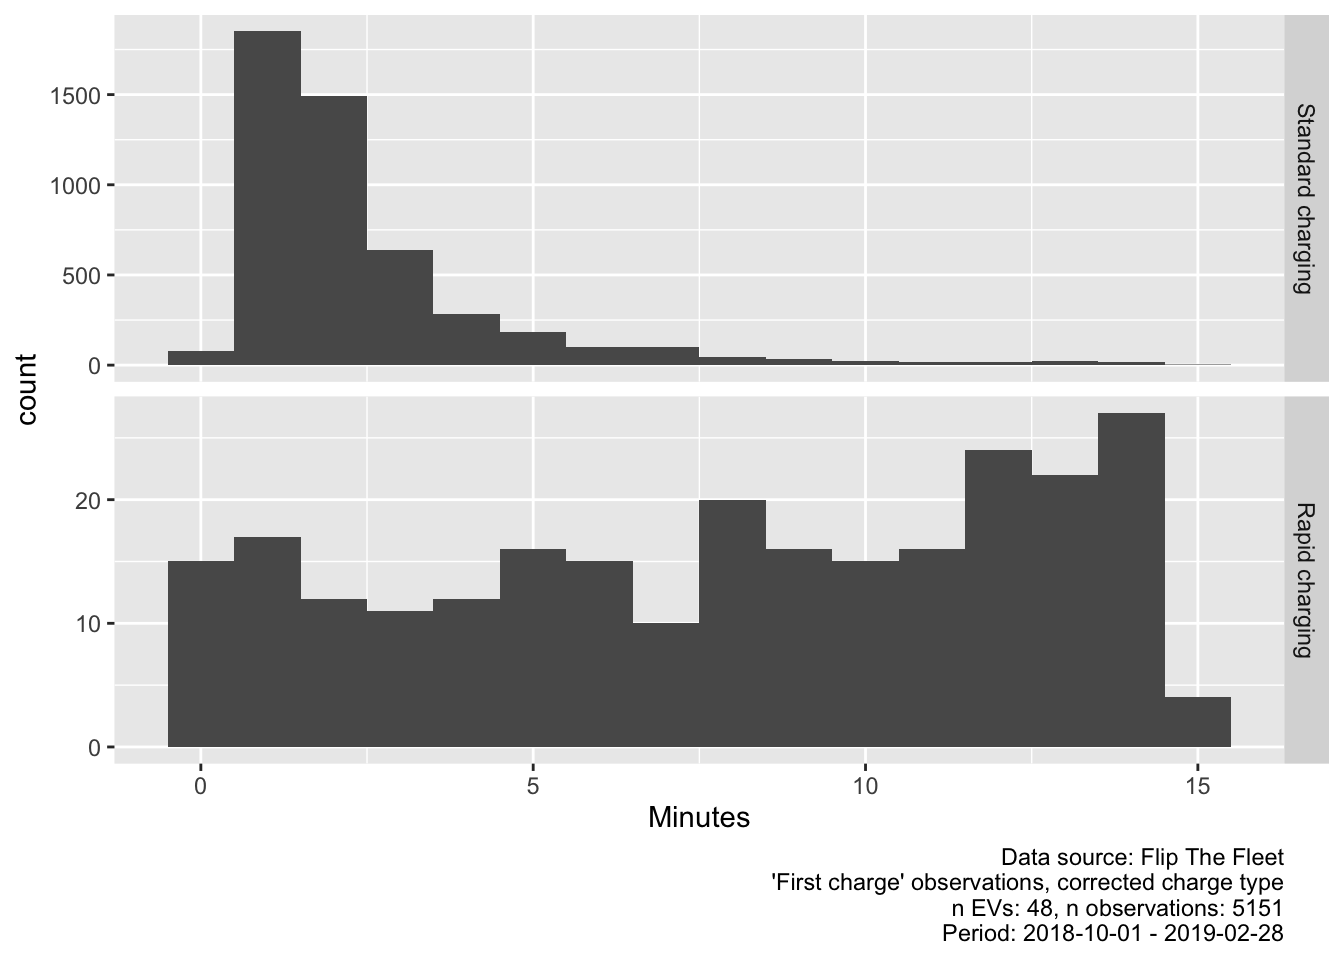 count
1500
1000
500
0
Standard charging
20
10
0
Rapid charging
0 5 10 15
Minutes
Data source: Flip The Fleet
'First charge' observations, corrected charge type
n EVs: 48, n observations: 5151
Period: 2018-10-01 - 2019-02-28